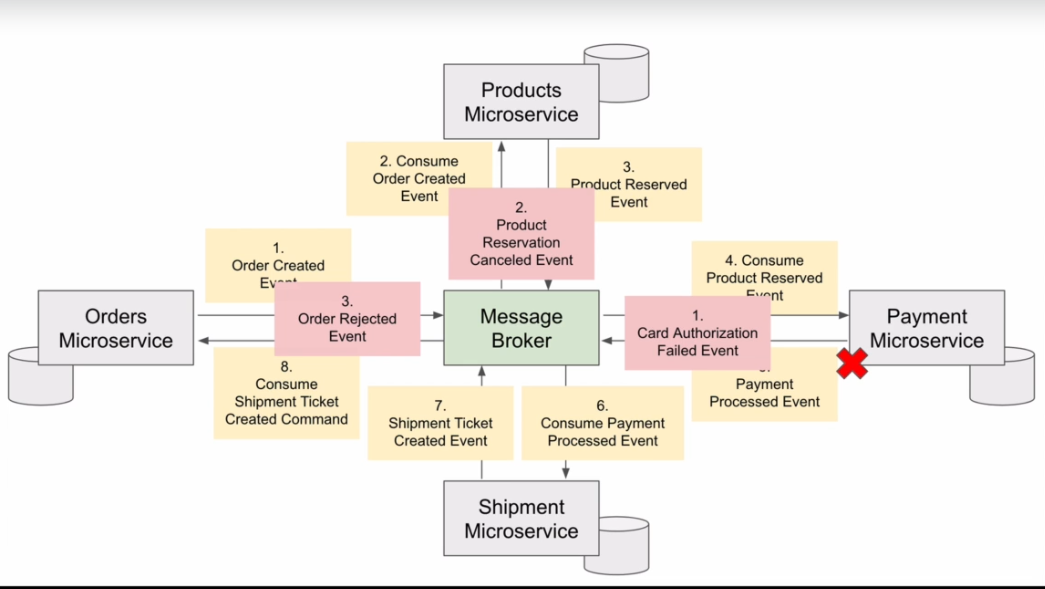 Products
Microservice
2. Consume
Order Created
Event
3.
Product Reserved
Event
2.
Product
Reservation
Canceled Event
1.
Order Created
Event
4. Consume
Product Reserved
Event
3.
Order Rejected
Event
1.
Card Authorization
Failed Event
Orders
Microservice
Message
Broker
Payment
Microservice
8.
Consume
Shipment Ticket
Created Command
Payment
Processed Event
7.
Shipment Ticket
Created Event
6.
Consume Payment
Processed Event
Shipment
Microservice